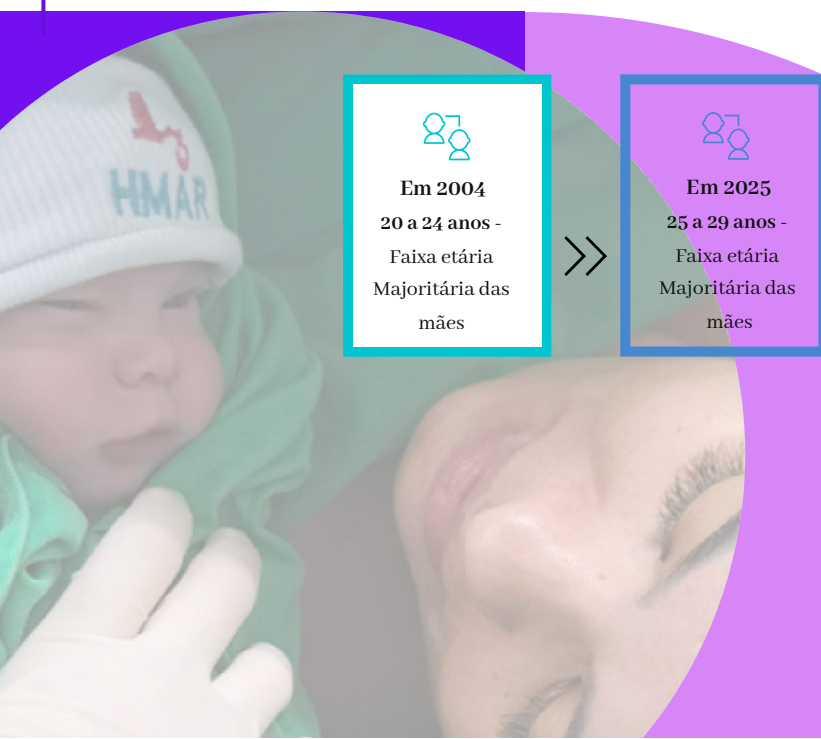 HMAR
Em 2004
20 a 24 anos -
Faixa etária
Majoritária das
mães
Em 2025
25 a 29 anos -
Faixa etária
Majoritária das
mães